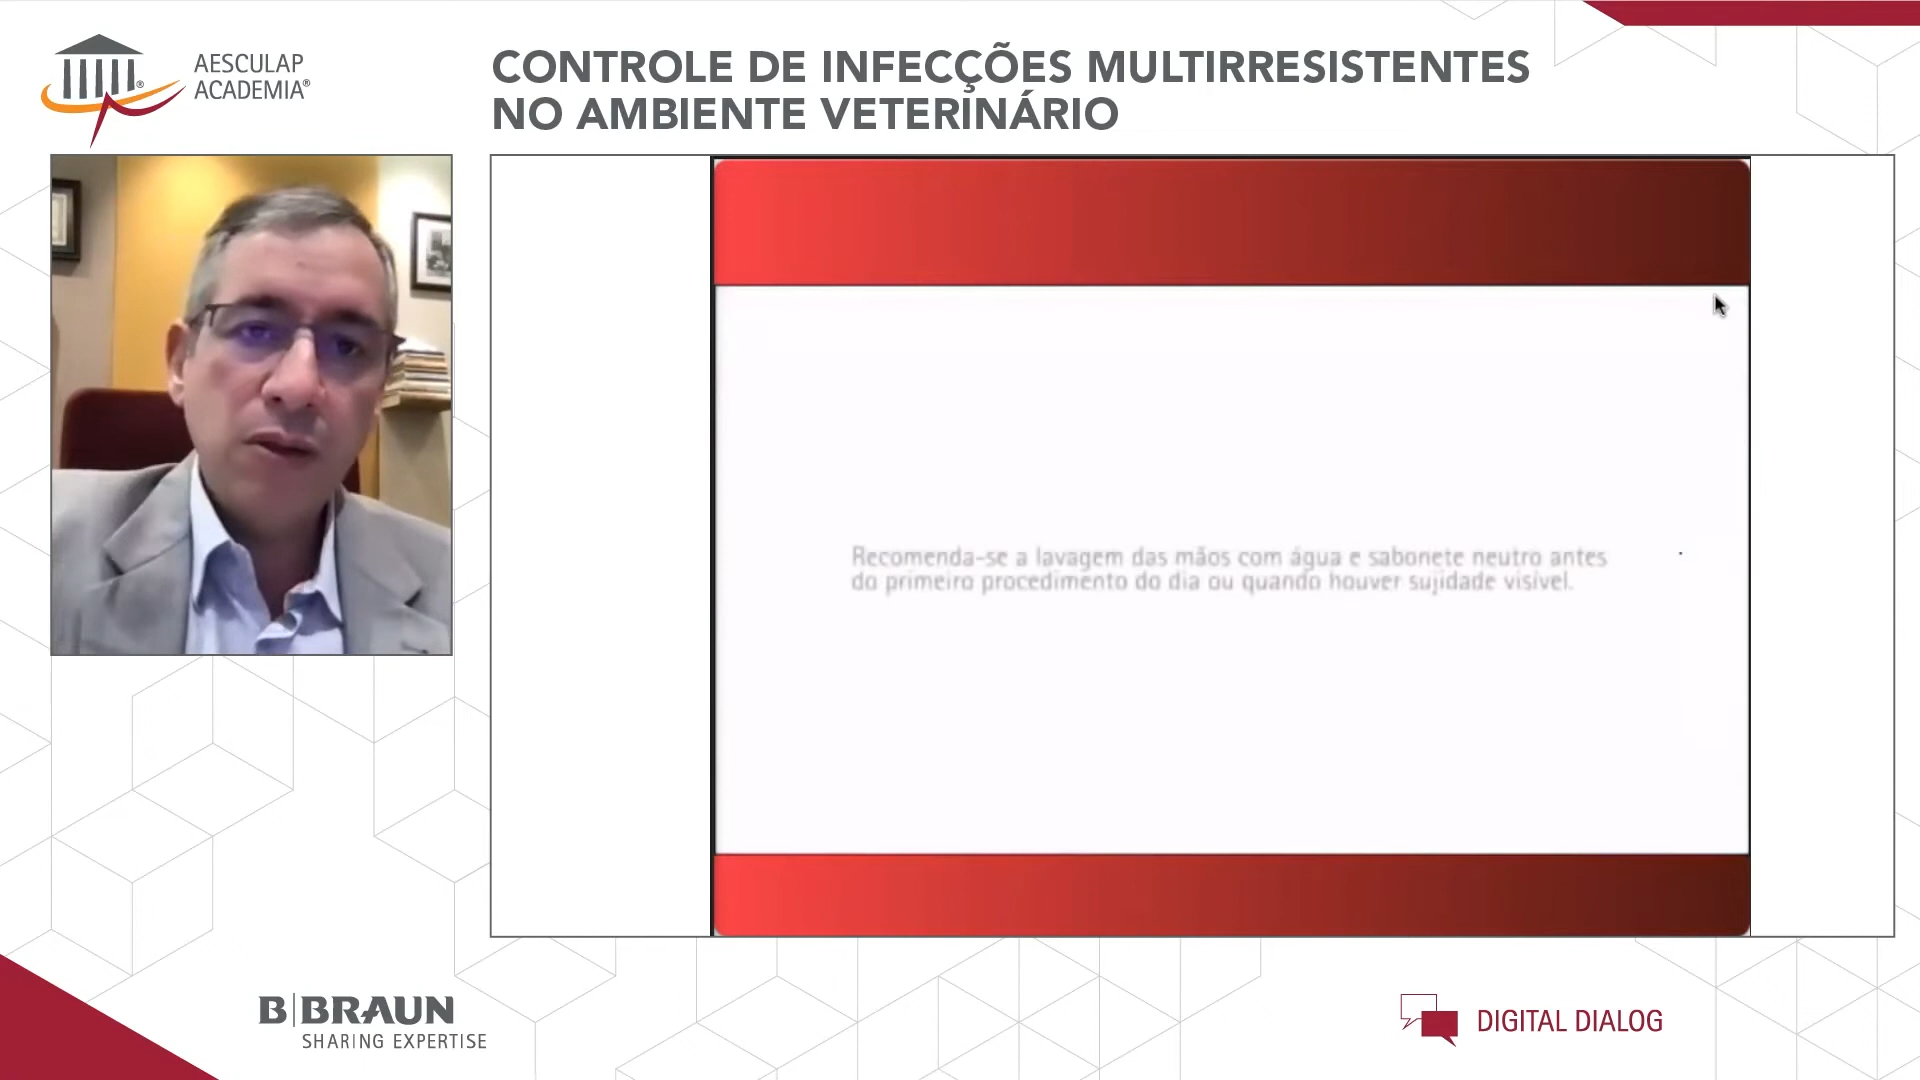 AESCULAP
ACADEMIA®
CONTROLE DE INFECÇÕES MULTIRRESISTENTES
NO AMBIENTE VETERINÁRIO
Recomenda-se a lavagem das mãos com água e sabonete neutro antes
do primeiro procedimento do dia ou quando houver sujidade visível.
B|BRAUN
SHARING EXPERTISE
DIGITAL DIALOG